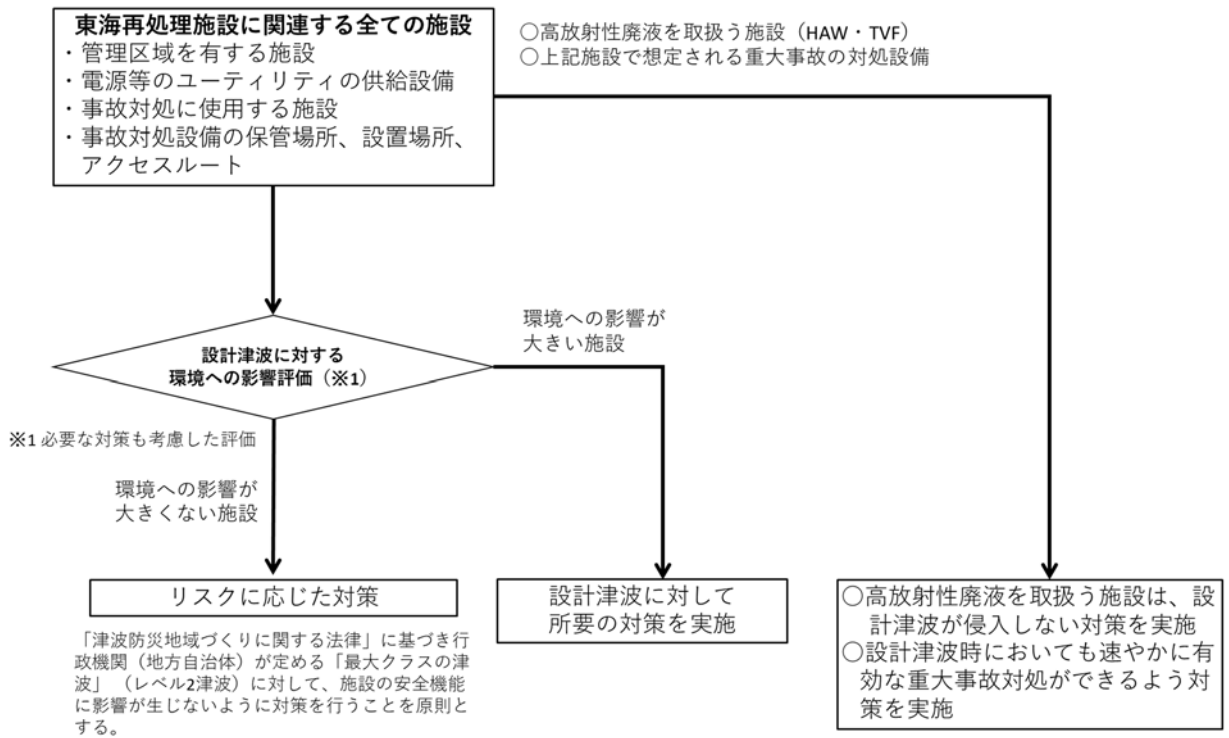 東海再処理施設に関連する全ての施設
・管理区域を有する施設
・電源等のユーティリティの供給設備
・事故対処に使用する施設
・事故対処設備の保管場所、設置場所、
アクセスルート
○高放射性廃液を取扱う施設（HAW・TVF）
○上記施設で想定される重大事故の対処設備
設計津波に対する
環境への影響評価（※1）
環境への影響が
大きい施設
※1 必要な対策も考慮した評価
環境への影響が
大きくない施設
リスクに応じた対策
「津波防災地域づくりに関する法律」に基づき行
政機関（地方自治体）が定める「最大クラスの津
波」（レベル2津波）に対して、施設の安全機能
に影響が生じないように対策を行うことを原則と
する。
設計津波に対して
所要の対策を実施
○高放射性廃液を取扱う施設は、設
計津波が侵入しない対策を実施
○設計津波時においても速やかに有
効な重大事故対処ができるよう対
策を実施